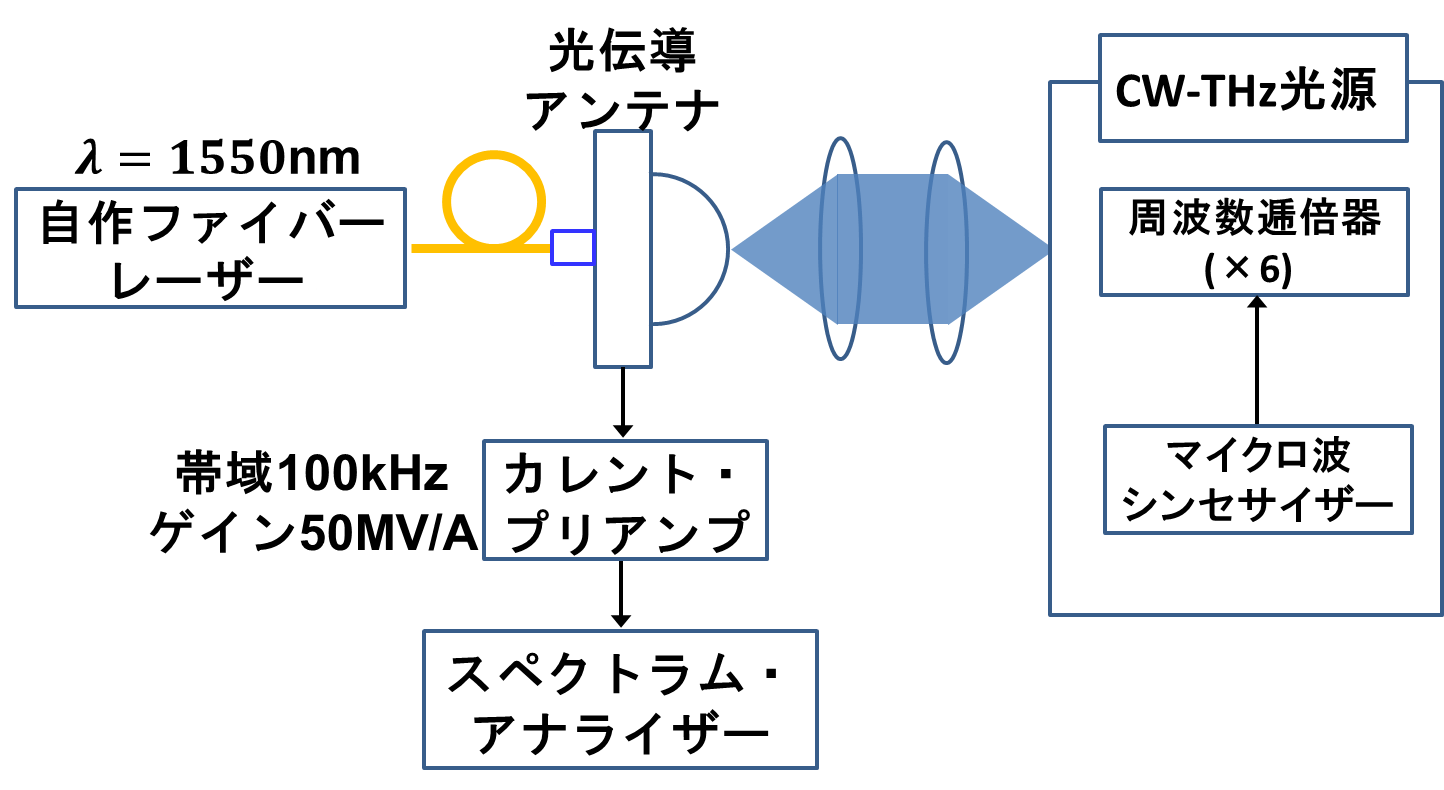 光伝導
アンテナ
CW-THz光源
λ = 1550nm
自作ファイバー
レーザー
周波数逓倍器
(×6)
帯域100kHz
ゲイン50MV/A
カレント・
プリアンプ
マイクロ波
シンセサイザー
スペクトラム・
アナライザー